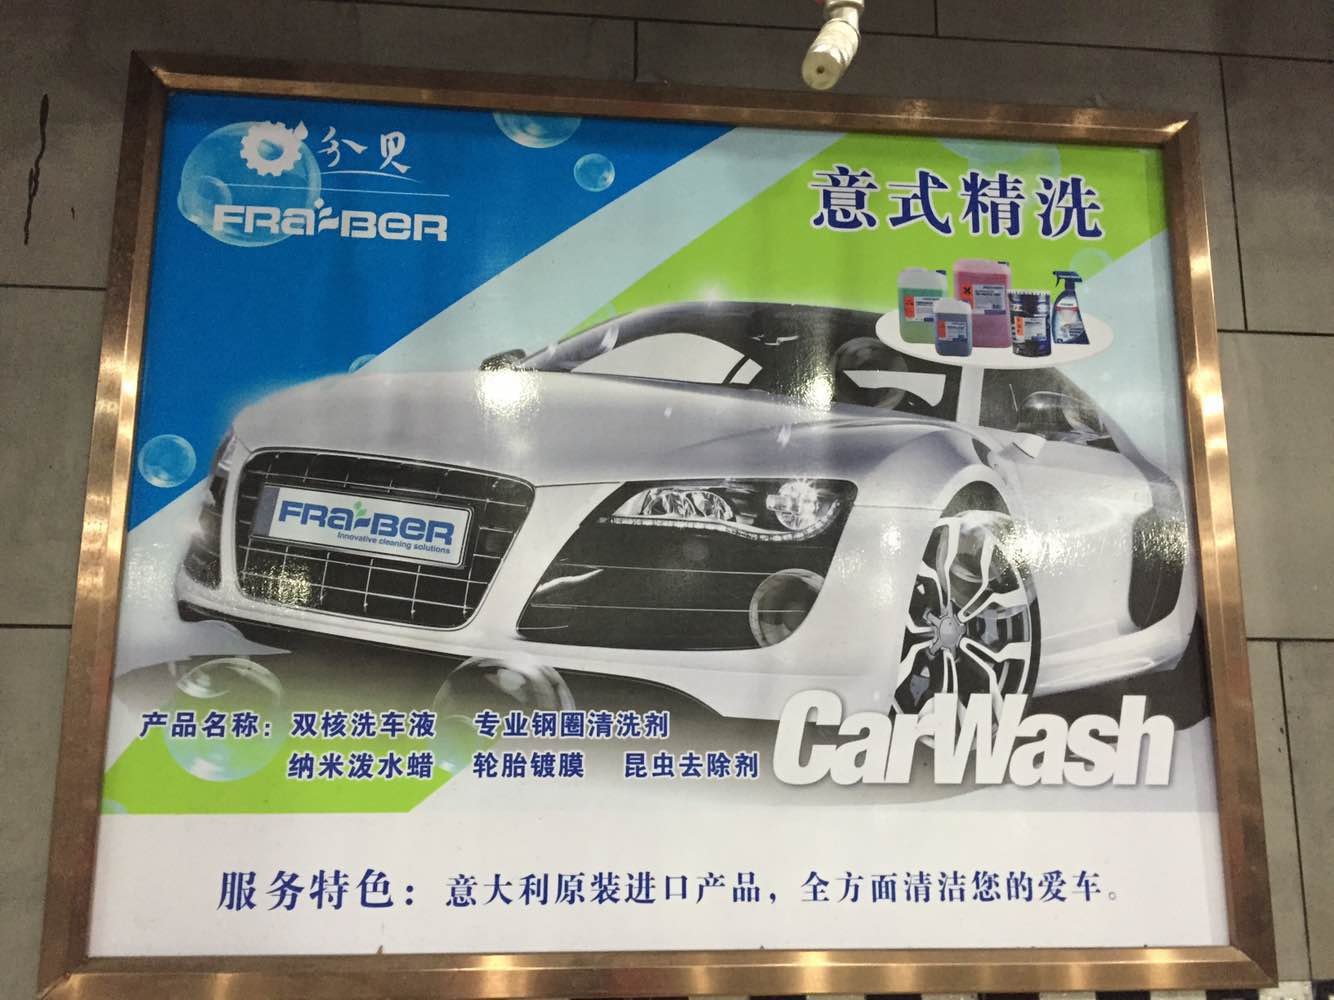 分贝
FRa-BER
意式精洗
FRa-BER
Innovative cleaning solutions
产品名称：双核洗车液 专业钢圈清洗剂
纳米泼水蜡 轮胎镀膜 昆虫去除剂
CarWash
服务特色：意大利原装进口产品，全方面清洁您的爱车。